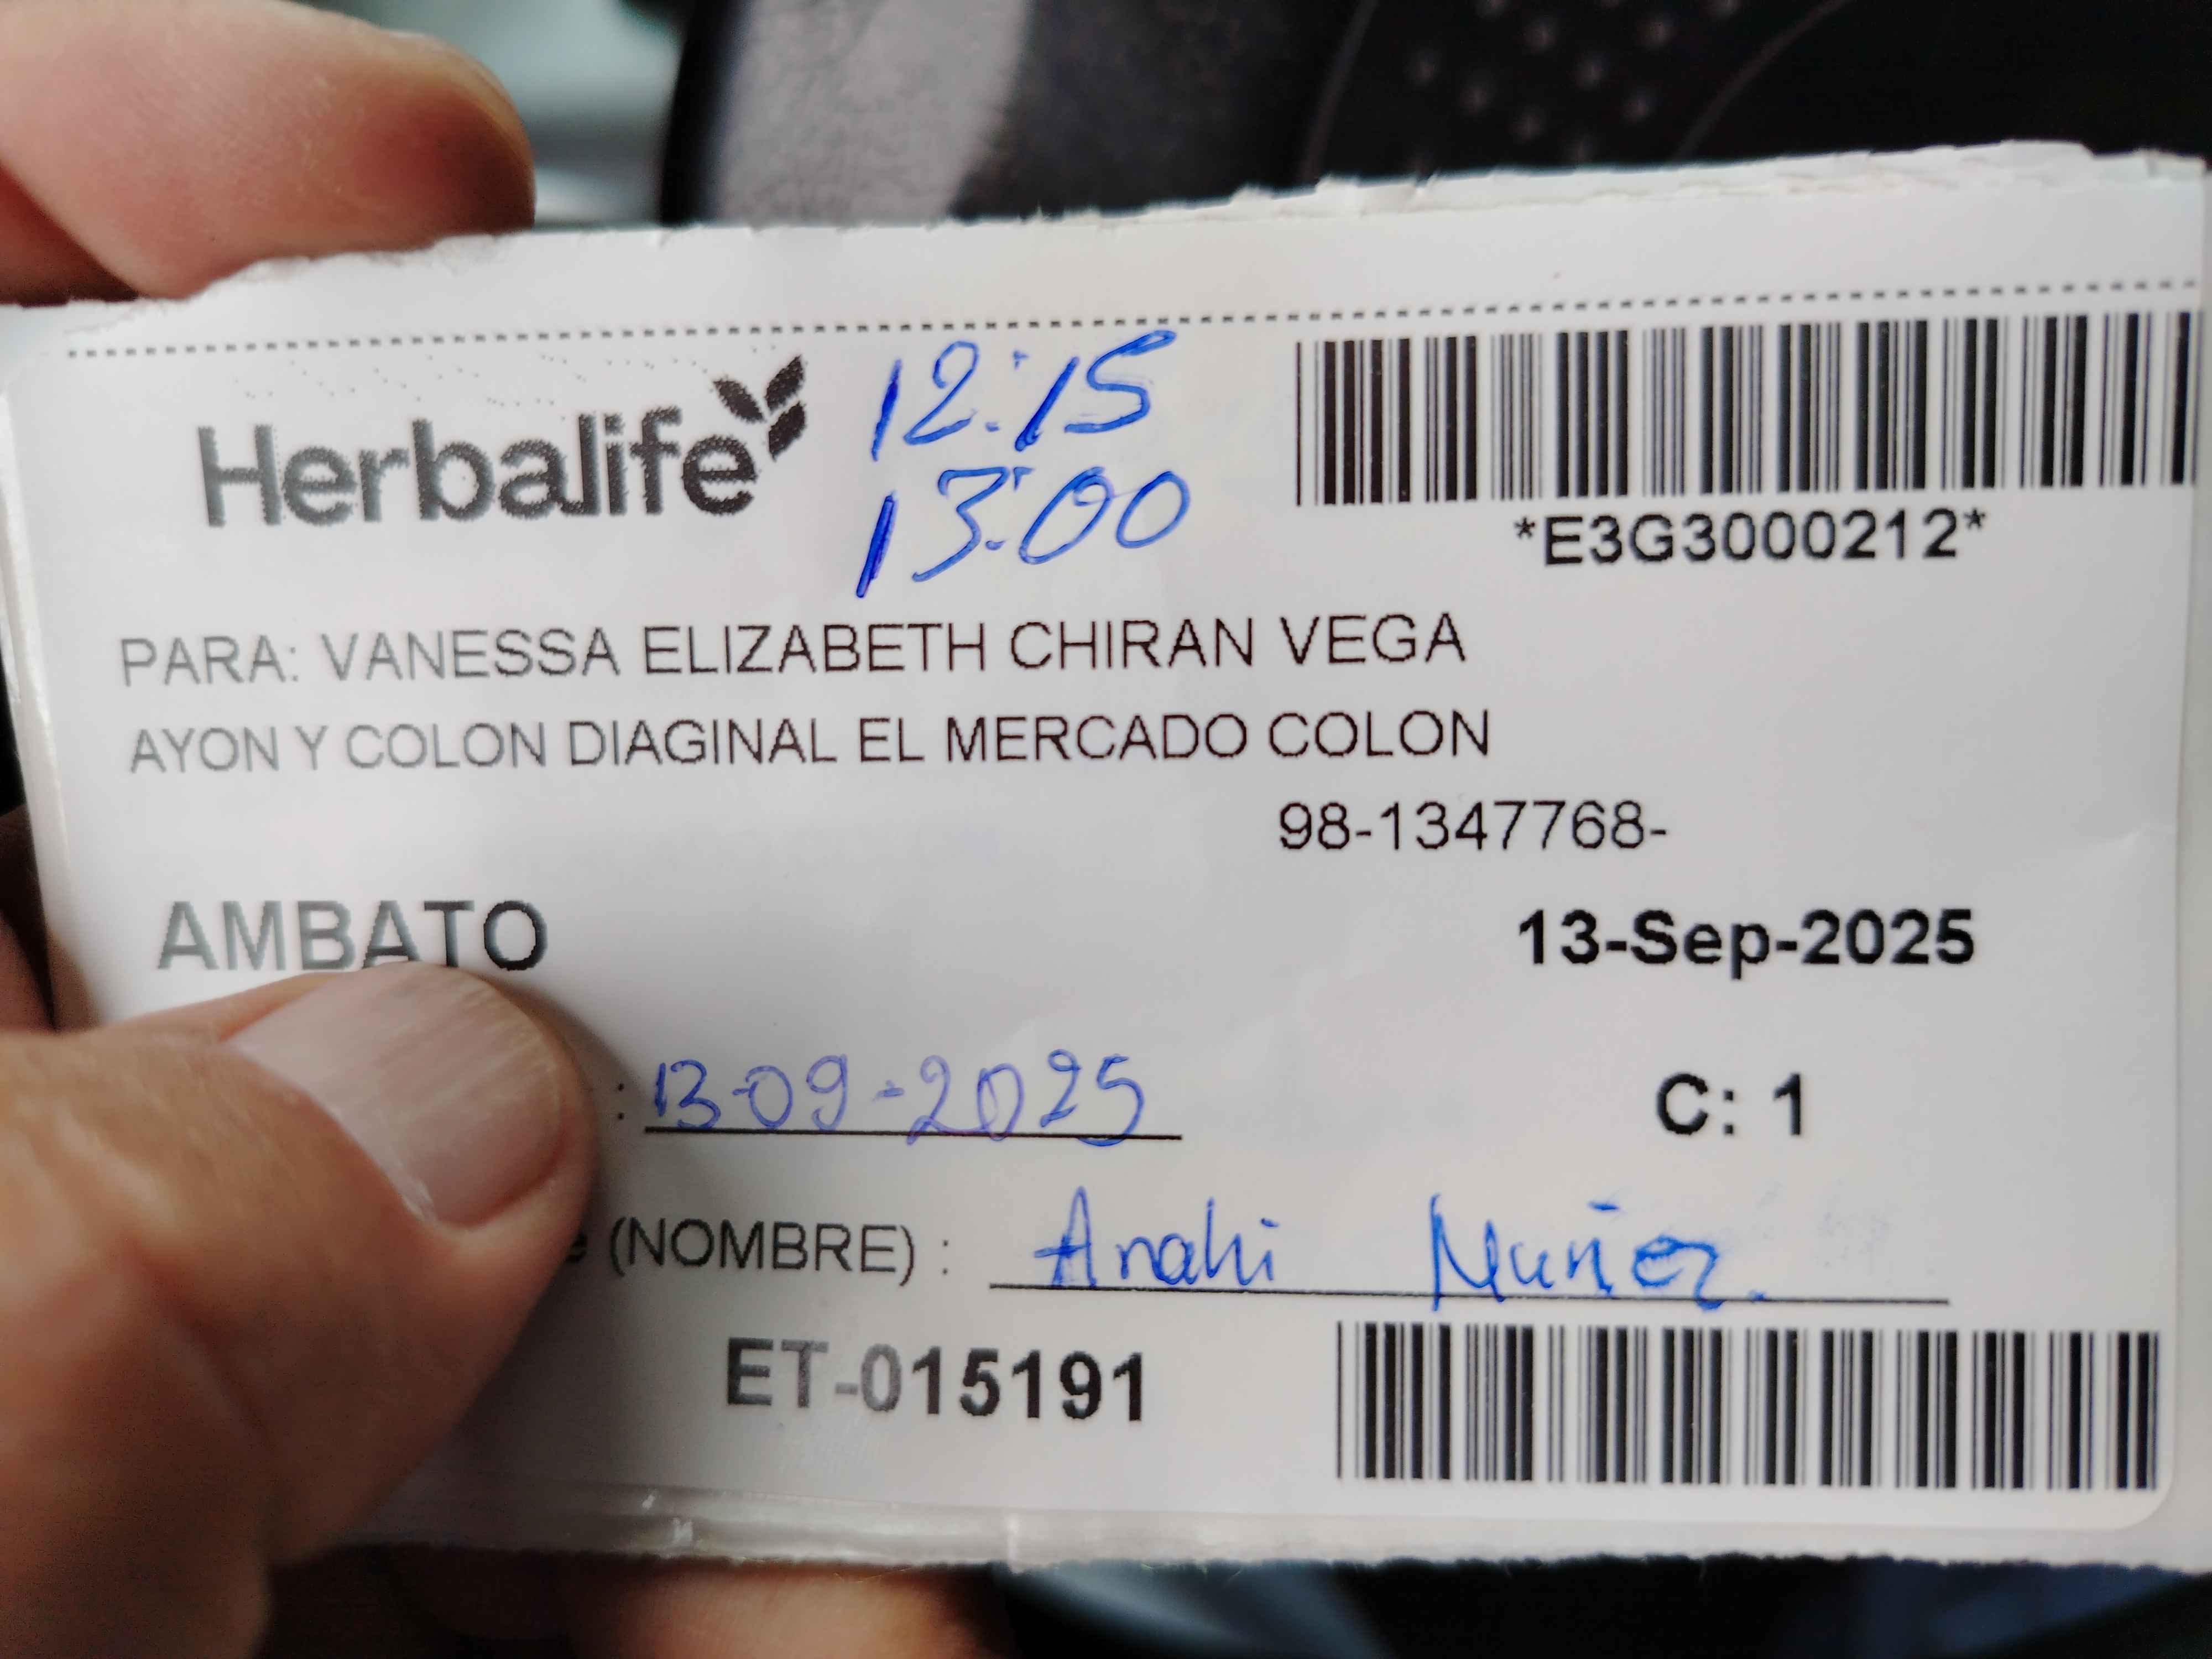 Herbalife
12:15
13:00
*E3G3000212*
PARA: VANESSA ELIZABETH CHIRAN VEGA
AYON Y COLON DIAGINAL EL MERCADO COLON
98-1347768-
AMBATO
13-Sep-2025
: 13-09-2025
C: 1
(NOMBRE) : Anahi Nuñez.
ET-015191